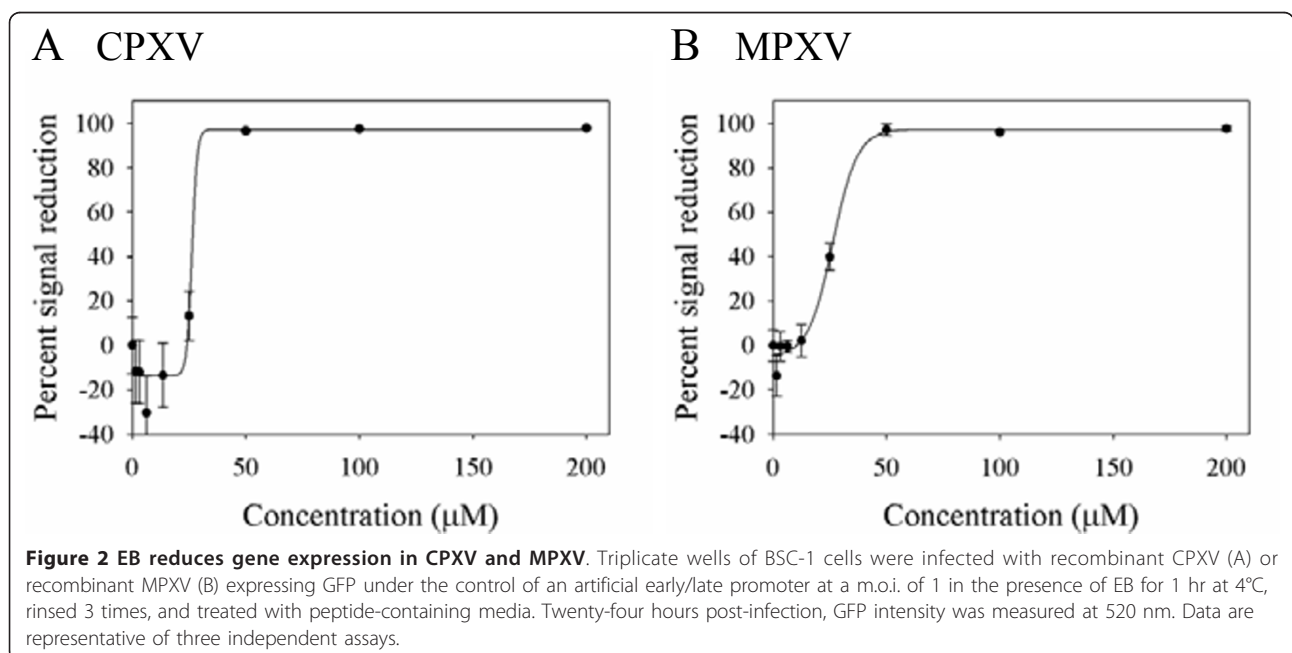 A CPXV
B MPXV
Percent signal reduction
100
80
60
40
20
0
-20
-40
0
50
100
150
200
Concentration (μM)
Percent signal reduction
100
80
60
40
20
0
-20
-40
0
50
100
150
200
Concentration (μM)
Figure 2 EB reduces gene expression in CPXV and MPXV. Triplicate wells of BSC-1 cells were infected with recombinant CPXV (A) or
recombinant MPXV (B) expressing GFP under the control of an artificial early/late promoter at a m.o.i. of 1 in the presence of EB for 1 hr at 4°C,
rinsed 3 times, and treated with peptide-containing media. Twenty-four hours post-infection, GFP intensity was measured at 520 nm. Data are
representative of three independent assays.